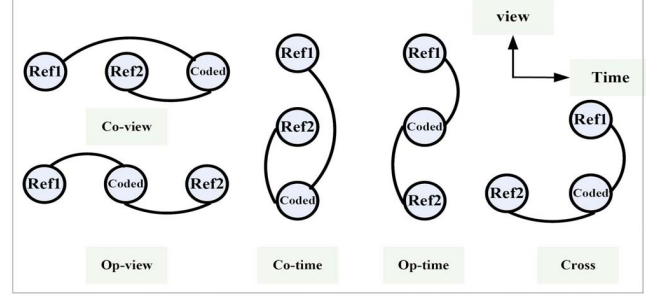 view
Time
Ref1 Ref2 Coded
Co-view
Ref1 Coded Ref2
Op-view
Ref1
Ref2
Coded
Co-time
Ref1
Coded
Ref2
Op-time
Ref1
Ref2 Coded
Cross